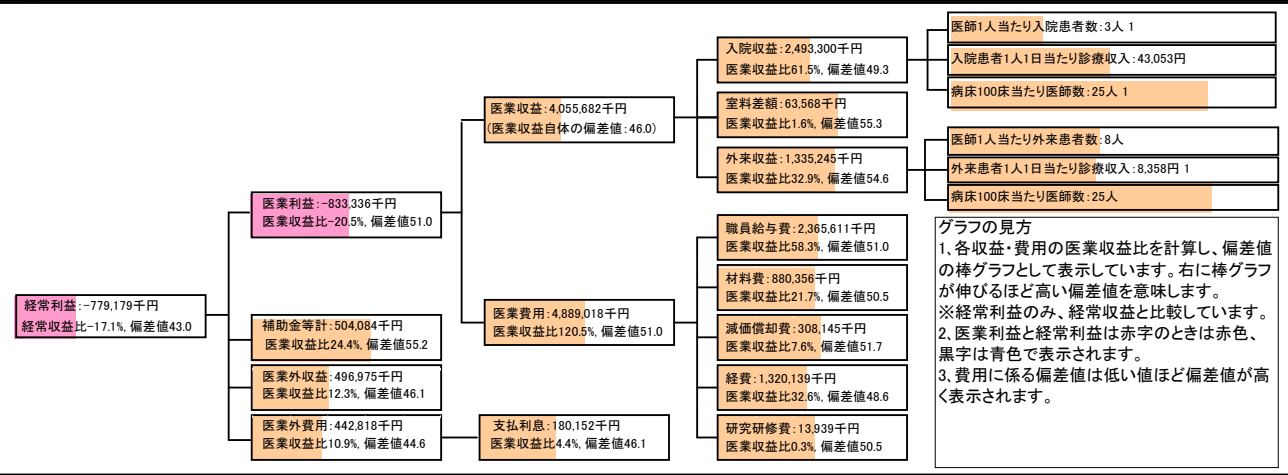 経常利益:-779,179千円
経常収益比-17.1%, 偏差値43.0
医業利益:-833,336千円
医業収益比-20.5%, 偏差値51.0
補助金等計:504,084千円
医業収益比24.4%, 偏差値55.2
医業外収益:496,975千円
医業収益比12.3%, 偏差値46.1
医業外費用:442,818千円
医業収益比10.9%, 偏差値44.6
医業収益:4,055,682千円
(医業収益自体の偏差値:46.0)
医業費用:4,889,018千円
医業収益比120.5%, 偏差値51.0
支払利息:180,152千円
医業収益比4.4%, 偏差値46.1
入院収益:2,493,300千円
医業収益比61.5%, 偏差値49.3
室料差額:63,568千円
医業収益比1.6%, 偏差値55.3
外来収益:1,335,245千円
医業収益比32.9%, 偏差値54.6
職員給与費:2,365,611千円
医業収益比58.3%, 偏差値51.0
材料費:880,356千円
医業収益比21.7%, 偏差値50.5
減価償却費:308,145千円
医業収益比7.6%, 偏差値51.7
経費:1,320,139千円
医業収益比32.6%, 偏差値48.6
研究研修費:13,939千円
医業収益比0.3%, 偏差値50.5
医師1人当たり入院患者数:3人 1
入院患者1人1日当たり診療収入:43,053円
病床100床当たり医師数:25人 1
医師1人当たり外来患者数:8人
外来患者1人1日当たり診療収入:8,358円 1
病床100床当たり医師数:25人
グラフの見方
1、各収益・費用の医業収益比を計算し、偏差値
の棒グラフとして表示しています。右に棒グラフ
が伸びるほど高い偏差値を意味します。
※経常利益のみ、経常収益と比較しています。
2、医業利益と経常利益は赤字のときは赤色、
黒字は青色で表示されます。
3、費用に係る偏差値は低い値ほど偏差値が高
く表示されます。